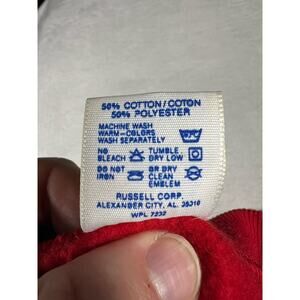 50% COTTON/COTON
50% POLYESTER
MACHINE WASH
WARM-COLORS
WASH SEPARATELY
NO BLEACH TUMBLE DRY LOW
DO NOT IRON OR DRY CLEAN EMBLEM
RUSSELL CORP.
ALEXANDER CITY, AL. 35010
WPL 7232